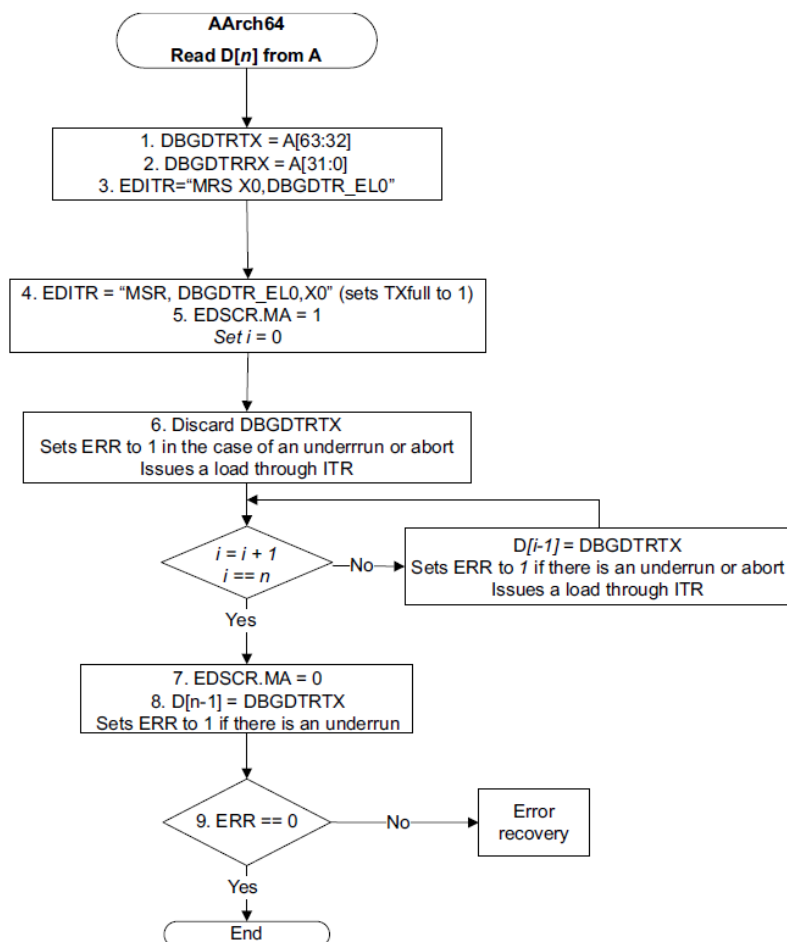 AArch64
Read D[n] from A
1. DBGDTRTX = A[63:32]
2. DBGDTRRX = A[31:0]
3. EDITR=“MRS X0,DBGDTR_EL0”
4. EDITR = “MSR, DBGDTR_EL0,X0” (sets TXfull to 1)
5. EDSCR.MA = 1
Set i = 0
6. Discard DBGDTRTX
Sets ERR to 1 in the case of an underrrun or abort
Issues a load through ITR
i = i + 1
i == n
No
D[i-1] = DBGDTRTX
Sets ERR to 1 if there is an underrun or abort
Issues a load through ITR
Yes
7. EDSCR.MA = 0
8. D[n-1] = DBGDTRTX
Sets ERR to 1 if there is an underrun
9. ERR == 0
No
Error
recovery
Yes
End